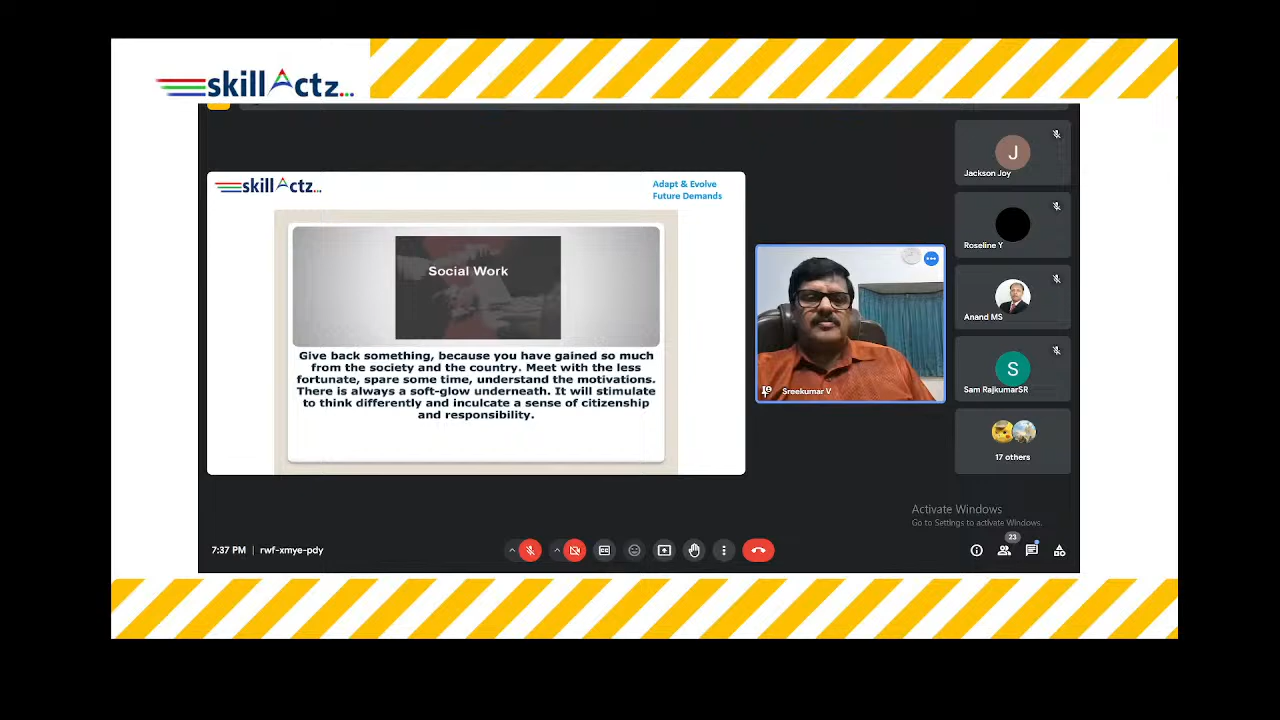 skillActz...
skillActz...
Adapt & Evolve
Future Demands
Social Work
Give back something, because you have gained so much
from the society and the country. Meet with the less
fortunate, spare some time, understand the motivations.
There is always a soft-glow underneath. It will stimulate
to think differently and inculcate a sense of citizenship
and responsibility.
Sreekumar V
J
Jackson Joy
Roseline Y
Anand MS
S
Sam RajkumarSR
17 others
Activate Windows
Go to Settings to activate Windows.
7:37 PM | rwf-xmye-pdy
CC
23